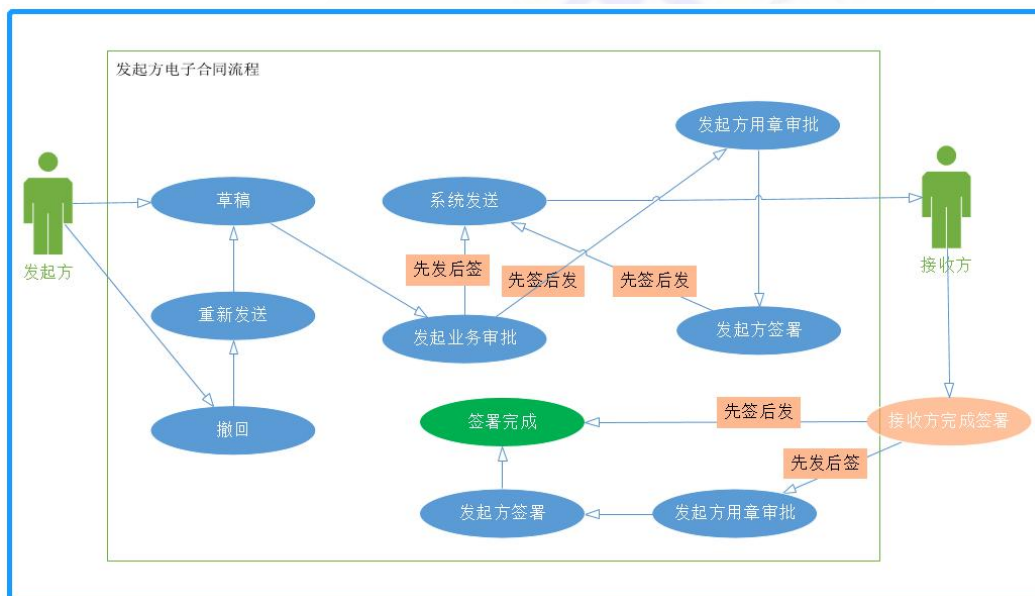 发起方电子合同流程
发起方用章审批
草稿
系统发送
发起方
接收方
先发后签
先签后发
先签后发
重新发送
发起业务审批
发起方签署
撤回
签署完成
先签后发
接收方完成签署
先发后签
发起方签署
发起方用章审批